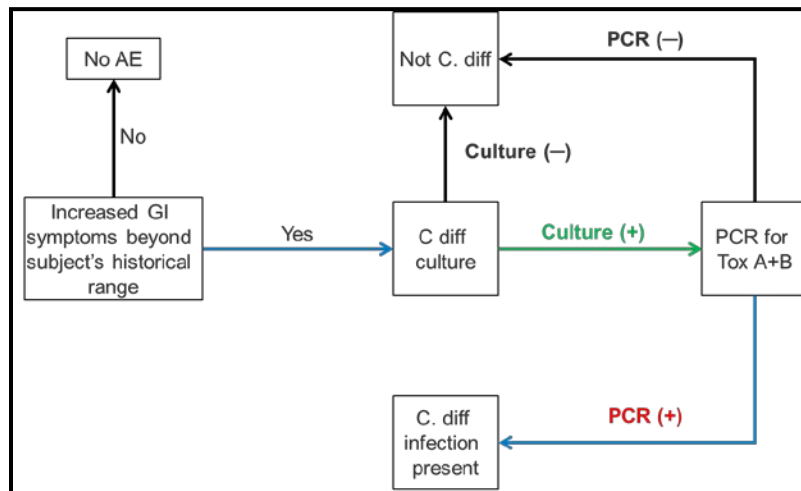 No AE
Not C. diff
PCR (—)
No
Culture (—)
Increased GI
symptoms beyond
subject's historical
range
Yes
C diff
culture
Culture (+)
PCR for
Tox A+B
C. diff
infection
present
PCR (+)